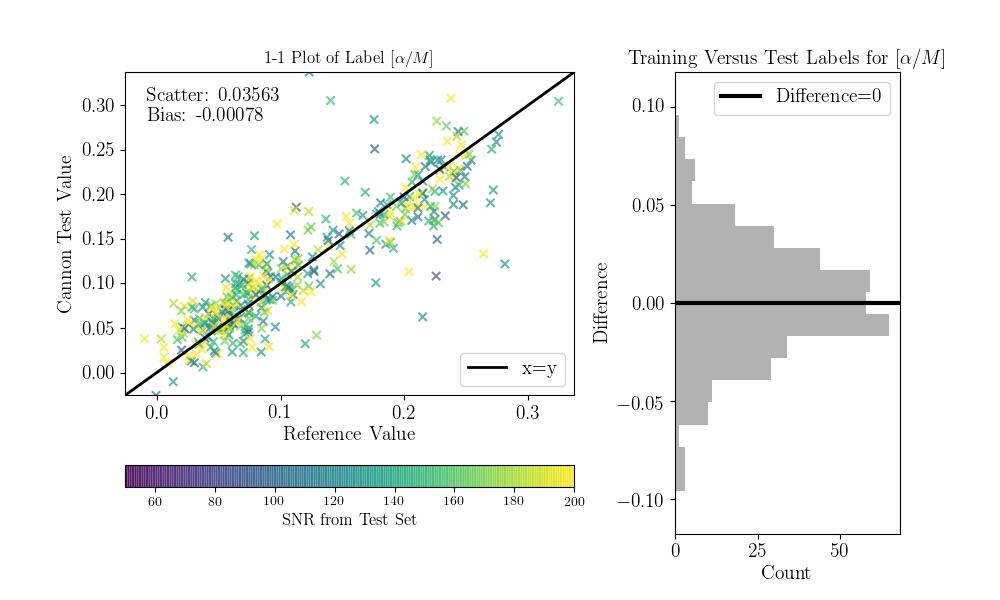 1-1 Plot of Label [α/M]
Scatter: 0.03563
Bias: -0.00078
Cannon Test Value
0.30
0.25
0.20
0.15
0.10
0.05
0.00
x=y
0.0 0.1 0.2 0.3
Reference Value
60 80 100 120 140 160 180 200
SNR from Test Set
Training Versus Test Labels for [α/M]
Difference=0
Difference
0.10
0.05
0.00
−0.05
−0.10
0 25 50
Count